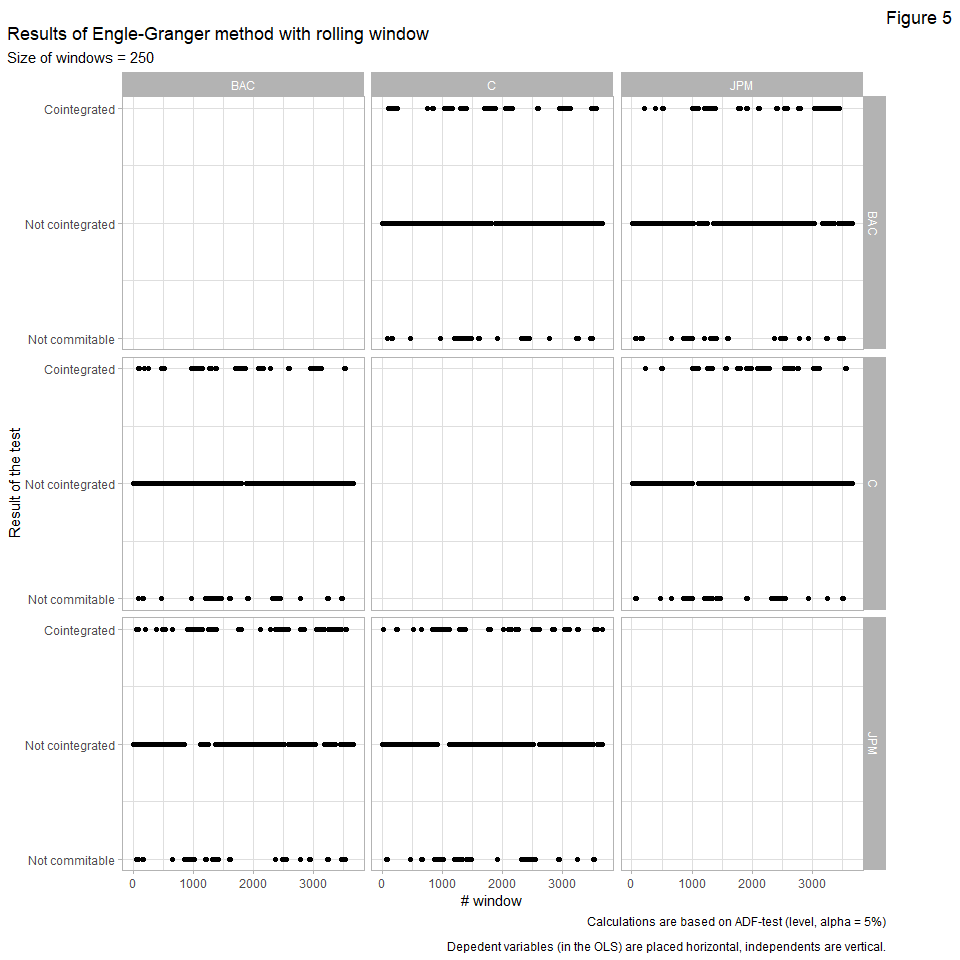 Figure 5
Results of Engle-Granger method with rolling window
Size of windows = 250
BAC C JPM
Cointegrated
Not cointegrated
Not commitable
BAC
Cointegrated
Not cointegrated
Not commitable
C
Result of the test
Cointegrated
Not cointegrated
Not commitable
JPM
0 1000 2000 3000 0 1000 2000 3000 0 1000 2000 3000
# window
Calculations are based on ADF-test (level, alpha = 5%)
Depedent variables (in the OLS) are placed horizontal, independents are vertical.